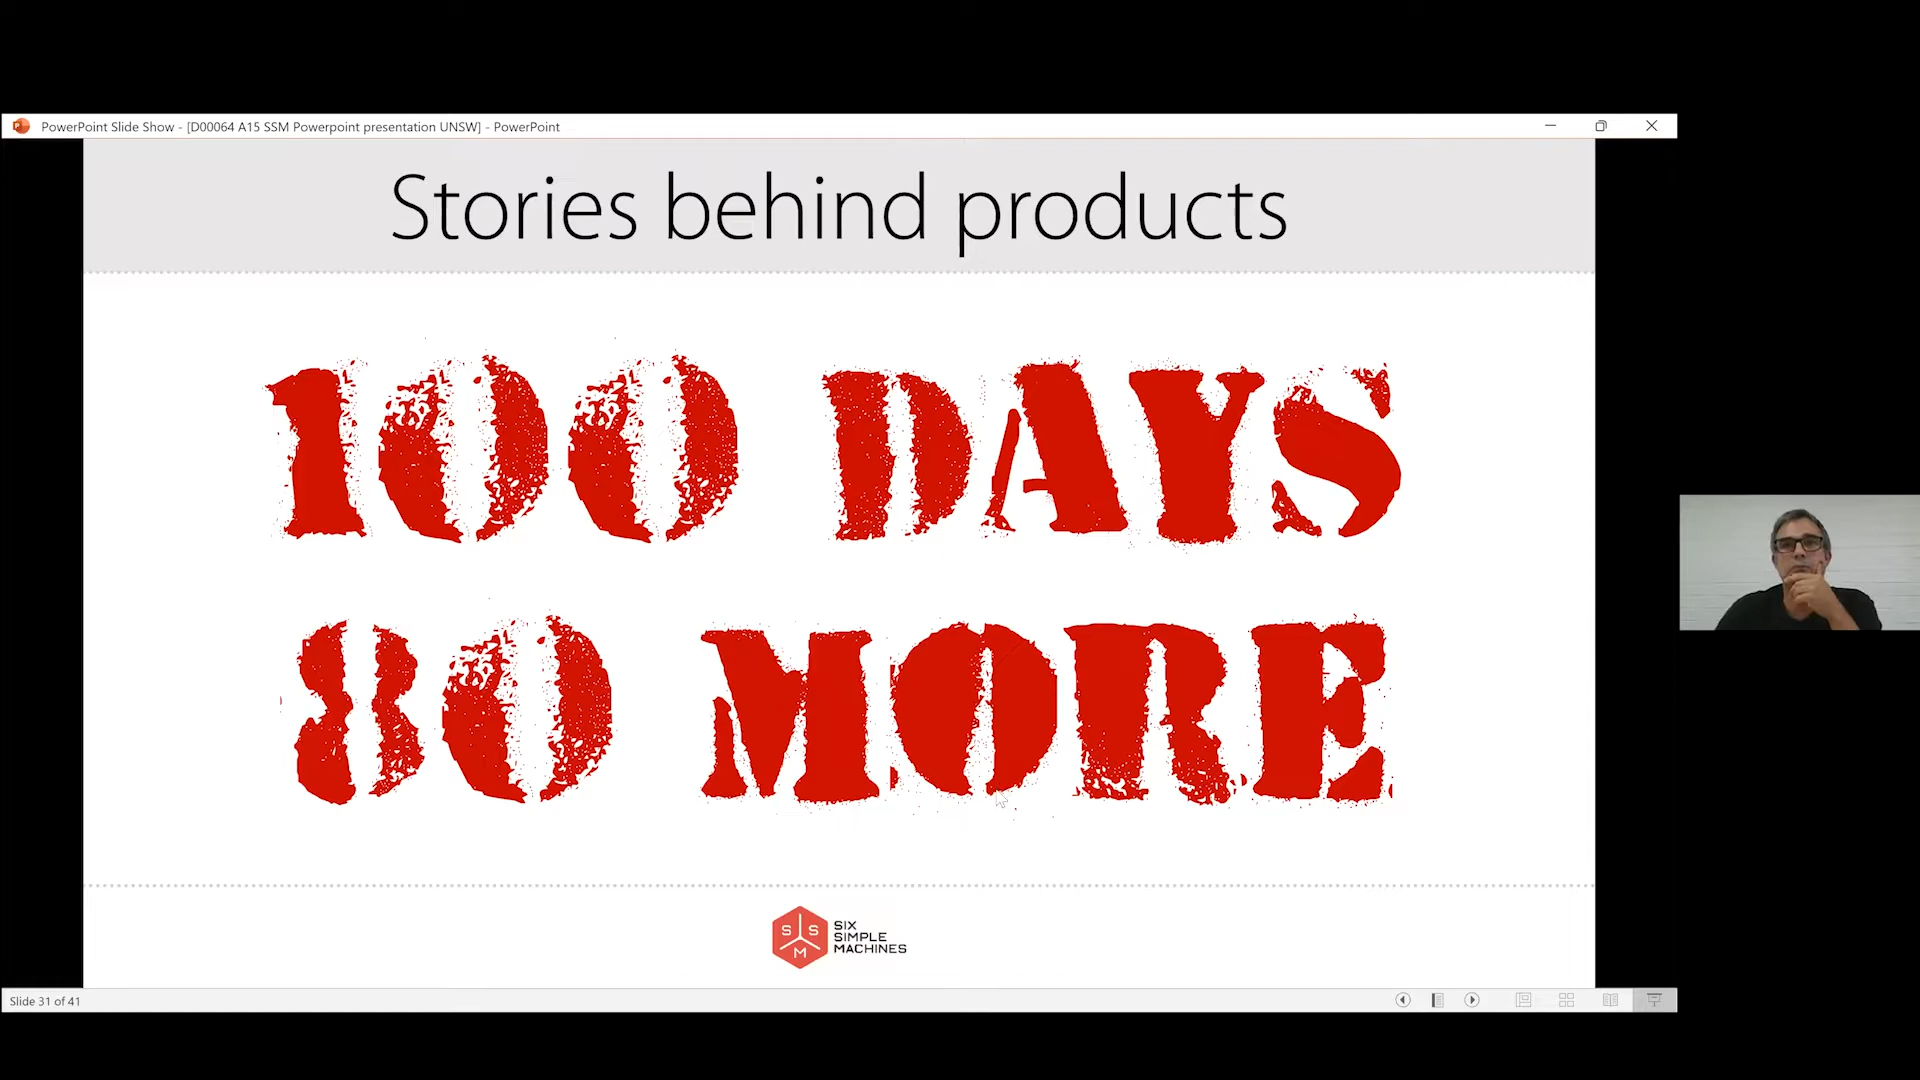 PowerPoint Slide Show - [D00064 A15 SSM Powerpoint presentation UNSW] - PowerPoint
Stories behind products
100 DAYS
80 MORE
S S M
SIX
SIMPLE
MACHINES
Slide 31 of 41